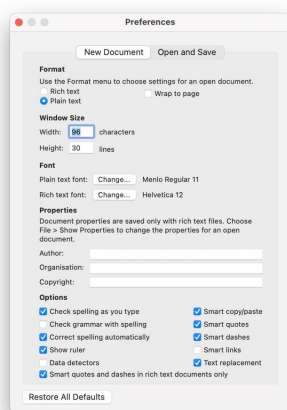 Preferences
New Document Open and Save
Format
Use the Format menu to choose settings for an open document.
Rich text Wrap to page
Plain text
Window Size
Width: 96 characters
Height: 30 lines
Font
Plain text font: Change... Menlo Regular 11
Rich text font: Change... Helvetica 12
Properties
Document properties are saved only with rich text files. Choose
File > Show Properties to change the properties for an open
document.
Author:
Organisation:
Copyright:
Options
Check spelling as you type Smart copy/paste
Check grammar with spelling Smart quotes
Correct spelling automatically Smart dashes
Show ruler Smart links
Data detectors Text replacement
Smart quotes and dashes in rich text documents only
Restore All Defaults